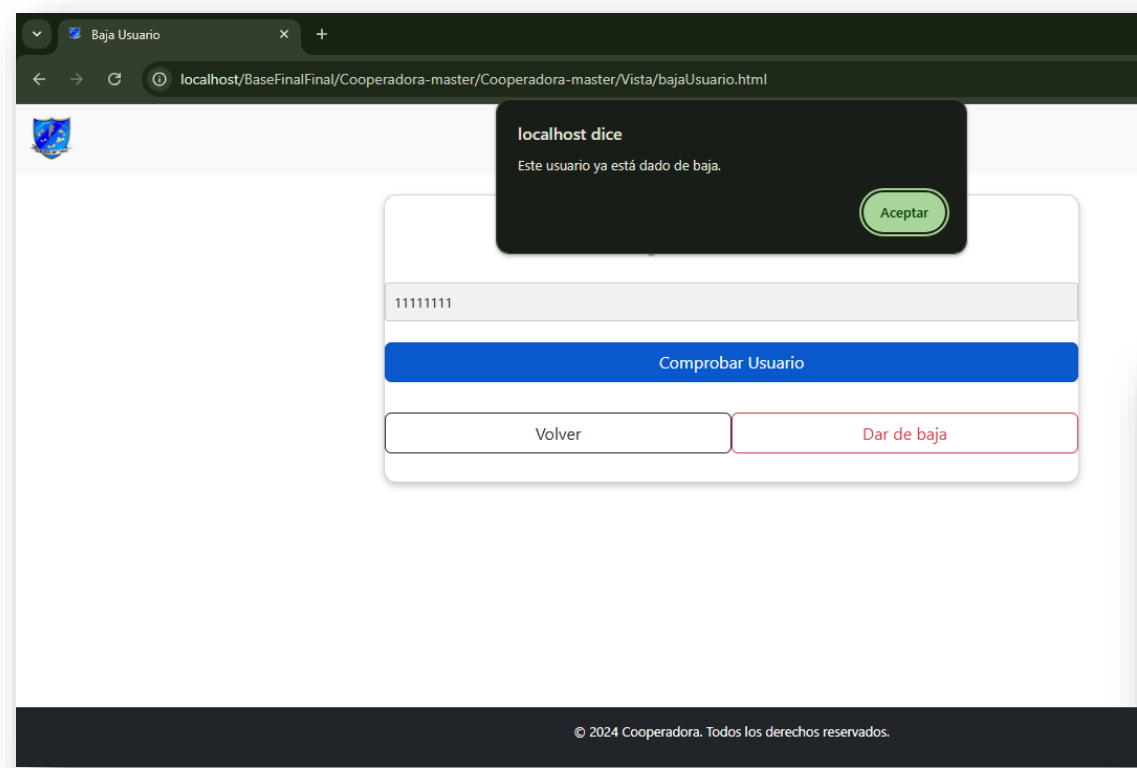 Baja Usuario
localhost/BaseFinalFinal/Cooperadora-master/Cooperadora-master/Vista/bajaUsuario.html
localhost dice
Este usuario ya está dado de baja.
Aceptar
11111111
Comprobar Usuario
Volver
Dar de baja
© 2024 Cooperadora. Todos los derechos reservados.